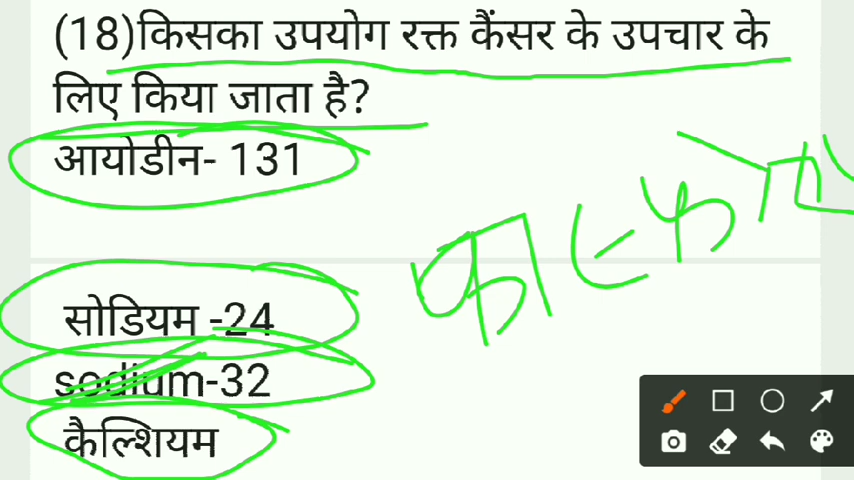 (18)किसका उपयोग रक्त कैंसर के उपचार के
लिए किया जाता है?
आयोडीन- 131
सोडियम -24
sodium-32
कैल्शियम